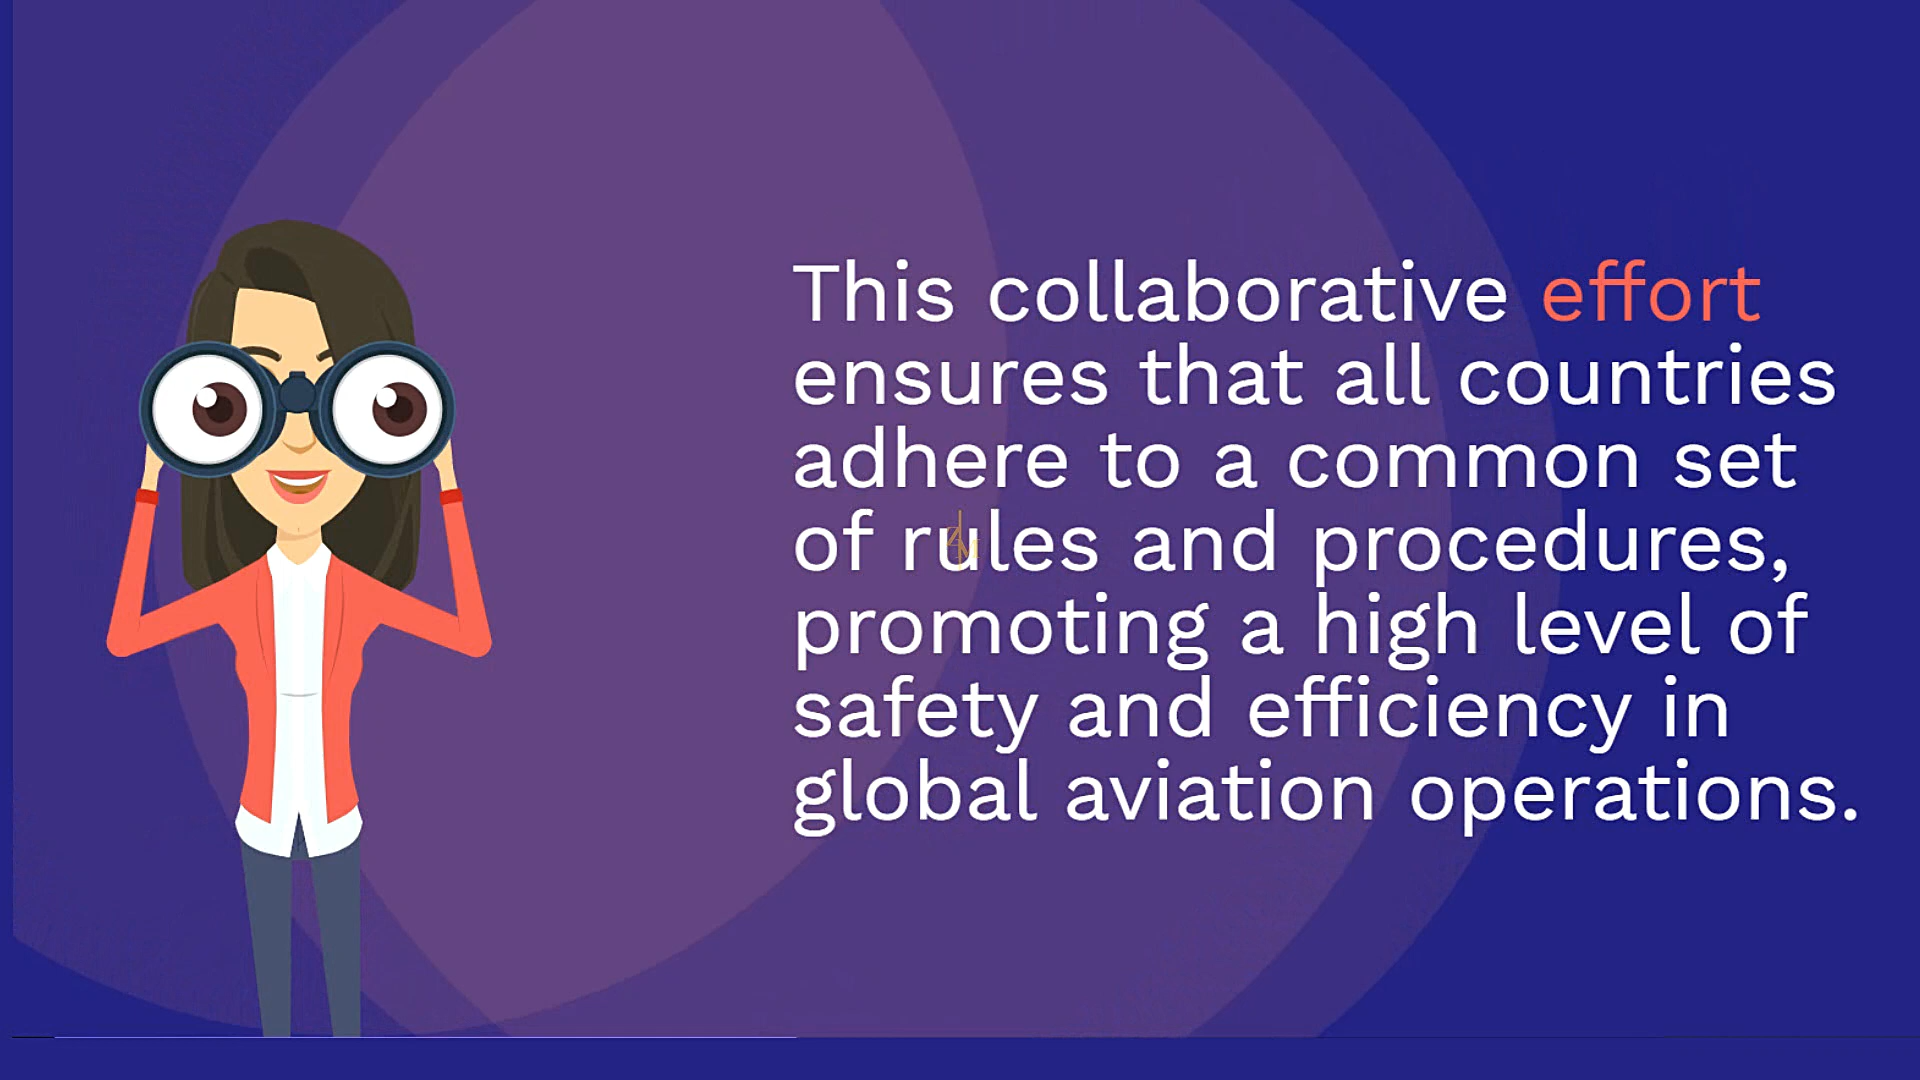 This collaborative effort
ensures that all countries
adhere to a common set
of rules and procedures,
promoting a high level of
safety and efficiency in
global aviation operations.